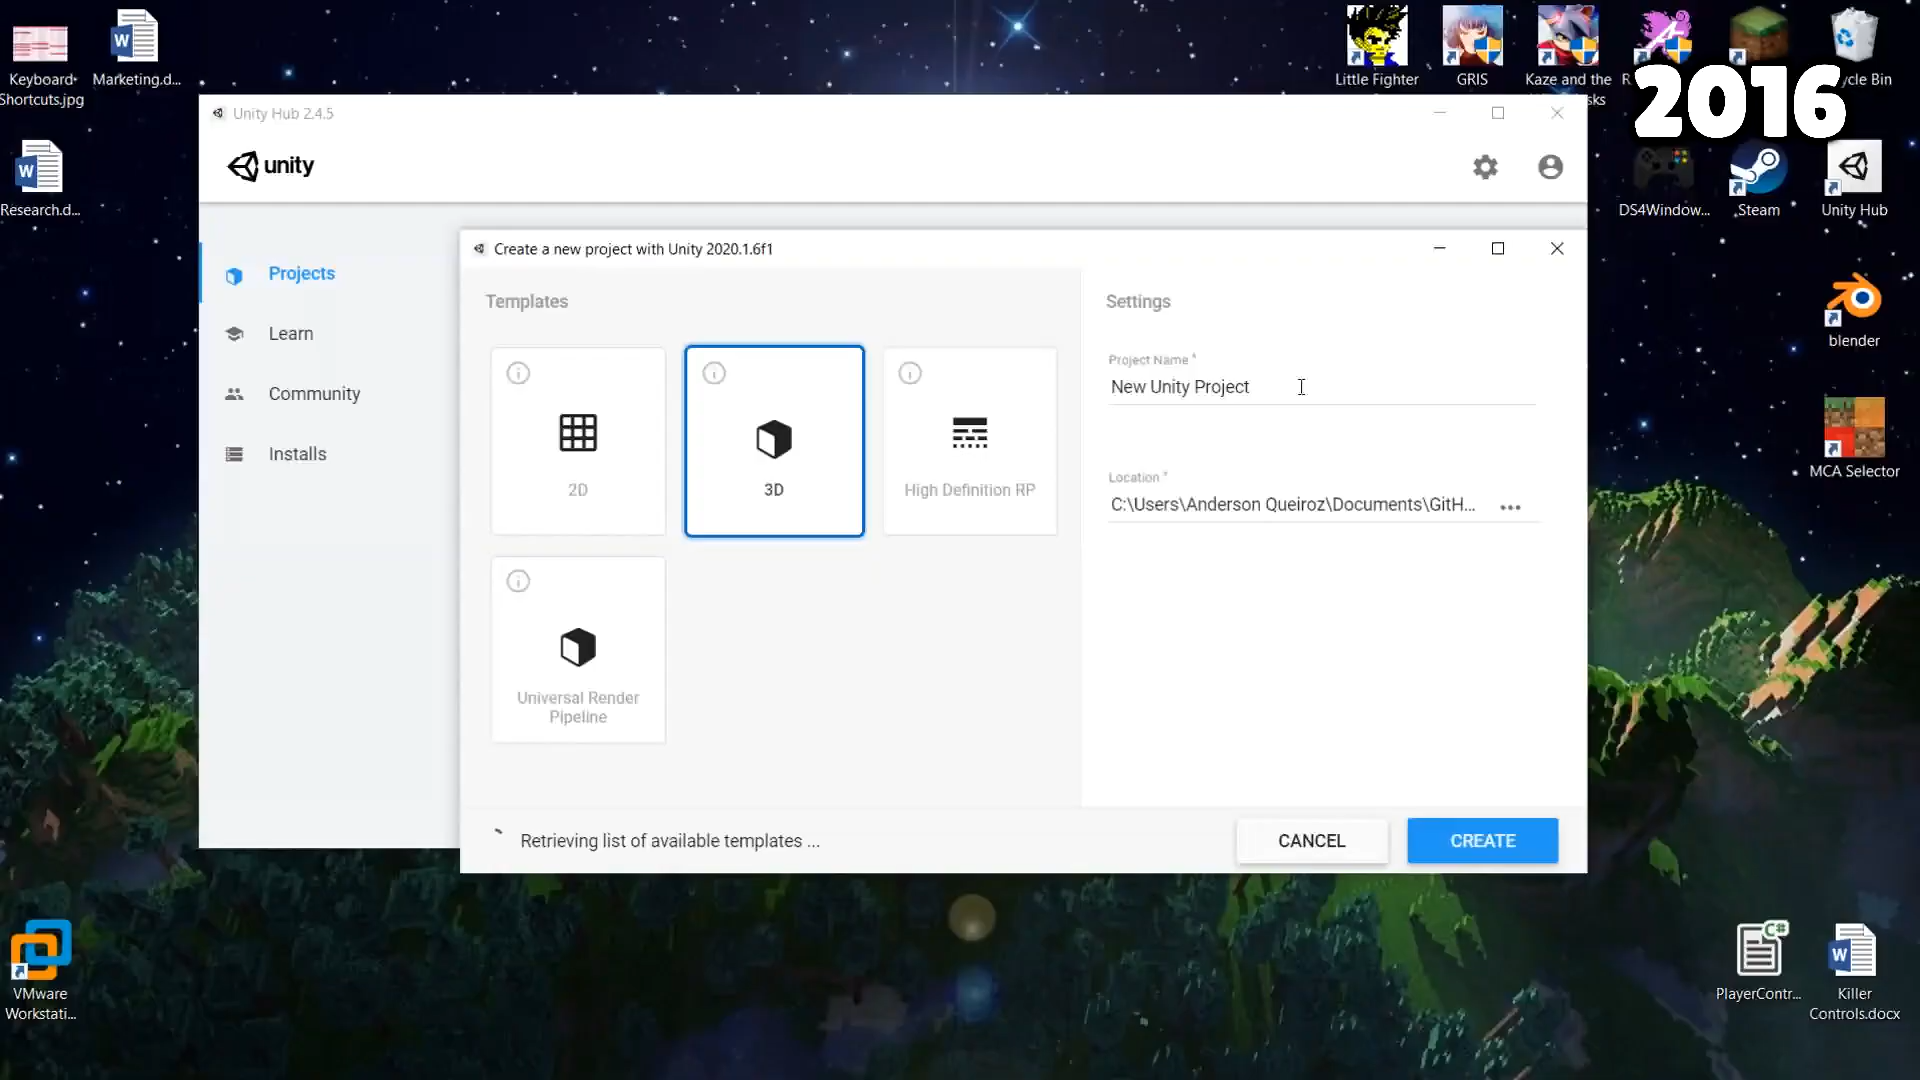 Keyboard
Shortcuts.jpg
Marketing.d...
Little Fighter
GRIS
Kaze and the
ycle Bin
2016
Unity Hub 2.4.5
unity
Research.d...
DS4Window...
Steam
Unity Hub
Create a new project with Unity 2020.1.6f1
Projects
Learn
Community
Installs
Templates
2D
3D
High Definition RP
Universal Render
Pipeline
Settings
Project Name *
New Unity Project
Location *
C:\Users\Anderson Queiroz\Documents\GitH...
blender
MCA Selector
Retrieving list of available templates ...
CANCEL
CREATE
VMware
Workstati...
C#
PlayerContr...
Killer
Controls.docx